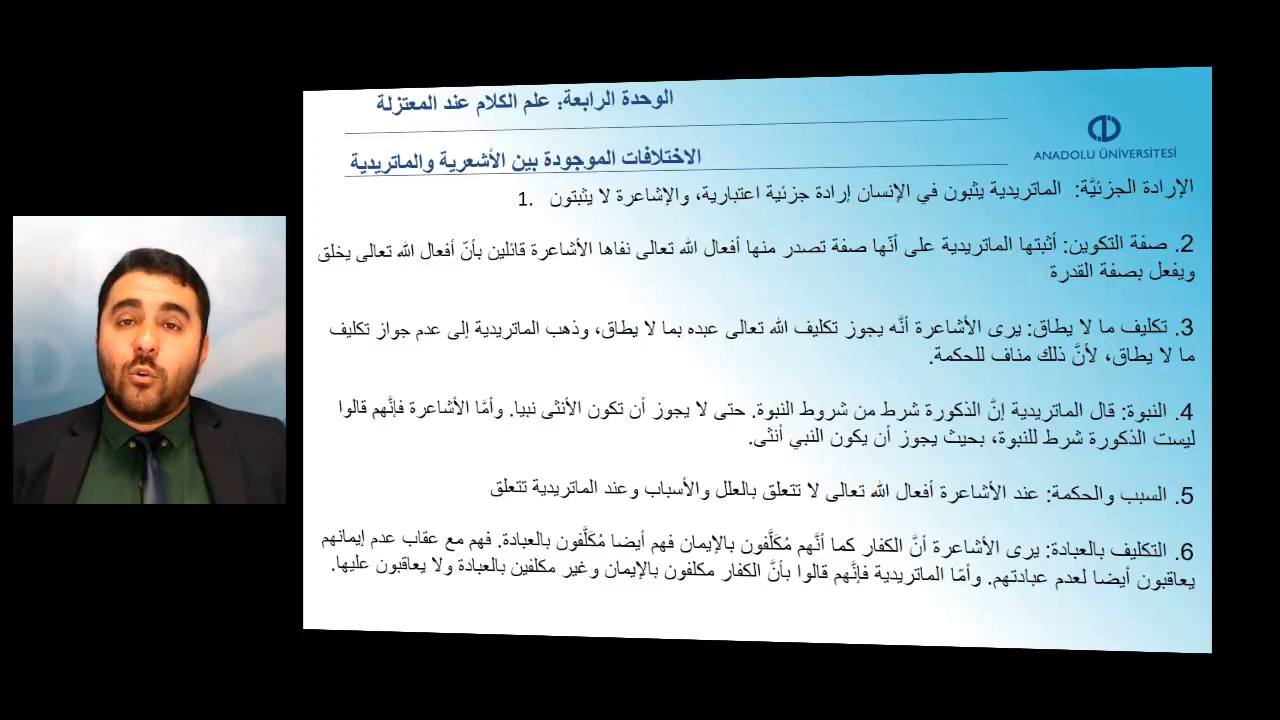 الوحدة الرابعة: علم الكلام عند المعتزلة
ANADOLU ÜNİVERSİTESİ
الاختلافات الموجودة بين الأشعرية والماتريدية
1. الإرادة الجزئيَّة: الماتريدية يثبون في الإنسان إرادة جزئية اعتبارية، والإشاعرة لا يثبتون
2. صفة التكوين: أثبتها الماتريدية على أنّها صفة تصدر منها أفعال الله تعالى نفاها الأشاعرة قائلين بأنّ أفعال الله تعالى يخلق
ويفعل بصفة القدرة
3. تكليف ما لا يطاق: يرى الأشاعرة أنَّه يجوز تكليف الله تعالى عبده بما لا يطاق، وذهب الماتريدية إلى عدم جواز تكليف
ما لا يطاق، لأنَّ ذلك مناف للحكمة.
4. النبوة: قال الماتريدية إنَّ الذكورة شرط من شروط النبوة. حتى لا يجوز أن تكون الأنثى نبيا. وأمَّا الأشاعرة فإنَّهم قالوا
ليست الذكورة شرط للنبوة، بحيث يجوز أن يكون النبي أنثى.
5. السبب والحكمة: عند الأشاعرة أفعال الله تعالى لا تتعلق بالعلل والأسباب وعند الماتريدية تتعلق
6. التكليف بالعبادة: يرى الأشاعرة أنَّ الكفار كما أنَّهم مُكَلَّفون بالإيمان فهم أيضا مُكَلَّفون بالعبادة. فهم مع عقاب عدم إيمانهم
يعاقبون أيضا لعدم عبادتهم. وأمّا الماتريدية فإنَّهم قالوا بأنَّ الكفار مكلفون بالإيمان وغير مكلفين بالعبادة ولا يعاقبون عليها.